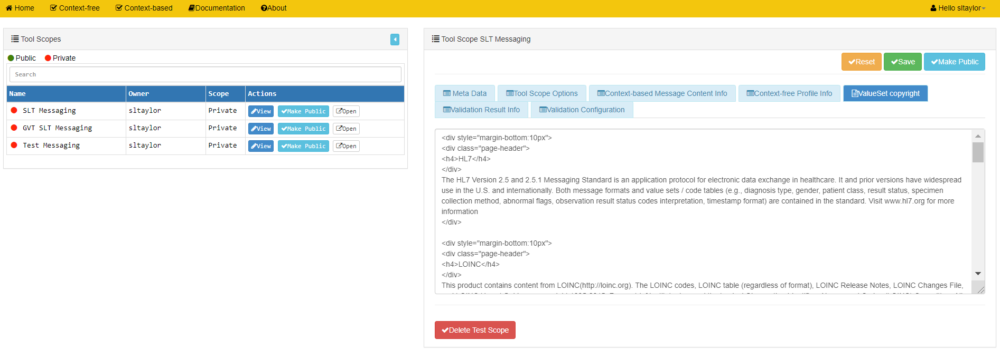 Home Context-free Context-based Documentation About Hello sltaylor
Tool Scopes
Public Private
Search
Name Owner Scope Actions
SLT Messaging sltaylor Private View Make Public Open
GVT SLT Messaging sltaylor Private View Make Public Open
Test Messaging sltaylor Private View Make Public Open
Tool Scope SLT Messaging
Reset Save Make Public
Meta Data Tool Scope Options Context-based Message Content Info Context-free Profile Info ValueSet copyright
Validation Result Info Validation Configuration
<div style="margin-bottom:10px">
<div class="page-header">
<h4>HL7</h4>
</div>
The HL7 Version 2.5 and 2.5.1 Messaging Standard is an application protocol for electronic data exchange in healthcare. It and prior versions have widespread
use in the U.S. and internationally. Both message formats and value sets / code tables (e.g., diagnosis type, gender, patient class, result status, specimen
collection method, abnormal flags, observation result status codes interpretation, timestamp format) are contained in the standard. Visit www.hl7.org for more
information
</div>
<div style="margin-bottom:10px">
<div class="page-header">
<h4>LOINC</h4>
</div>
This product contains content from LOINC(http://loinc.org). The LOINC codes, LOINC table (regardless of format), LOINC Release Notes, LOINC Changes File,
Delete Test Scope